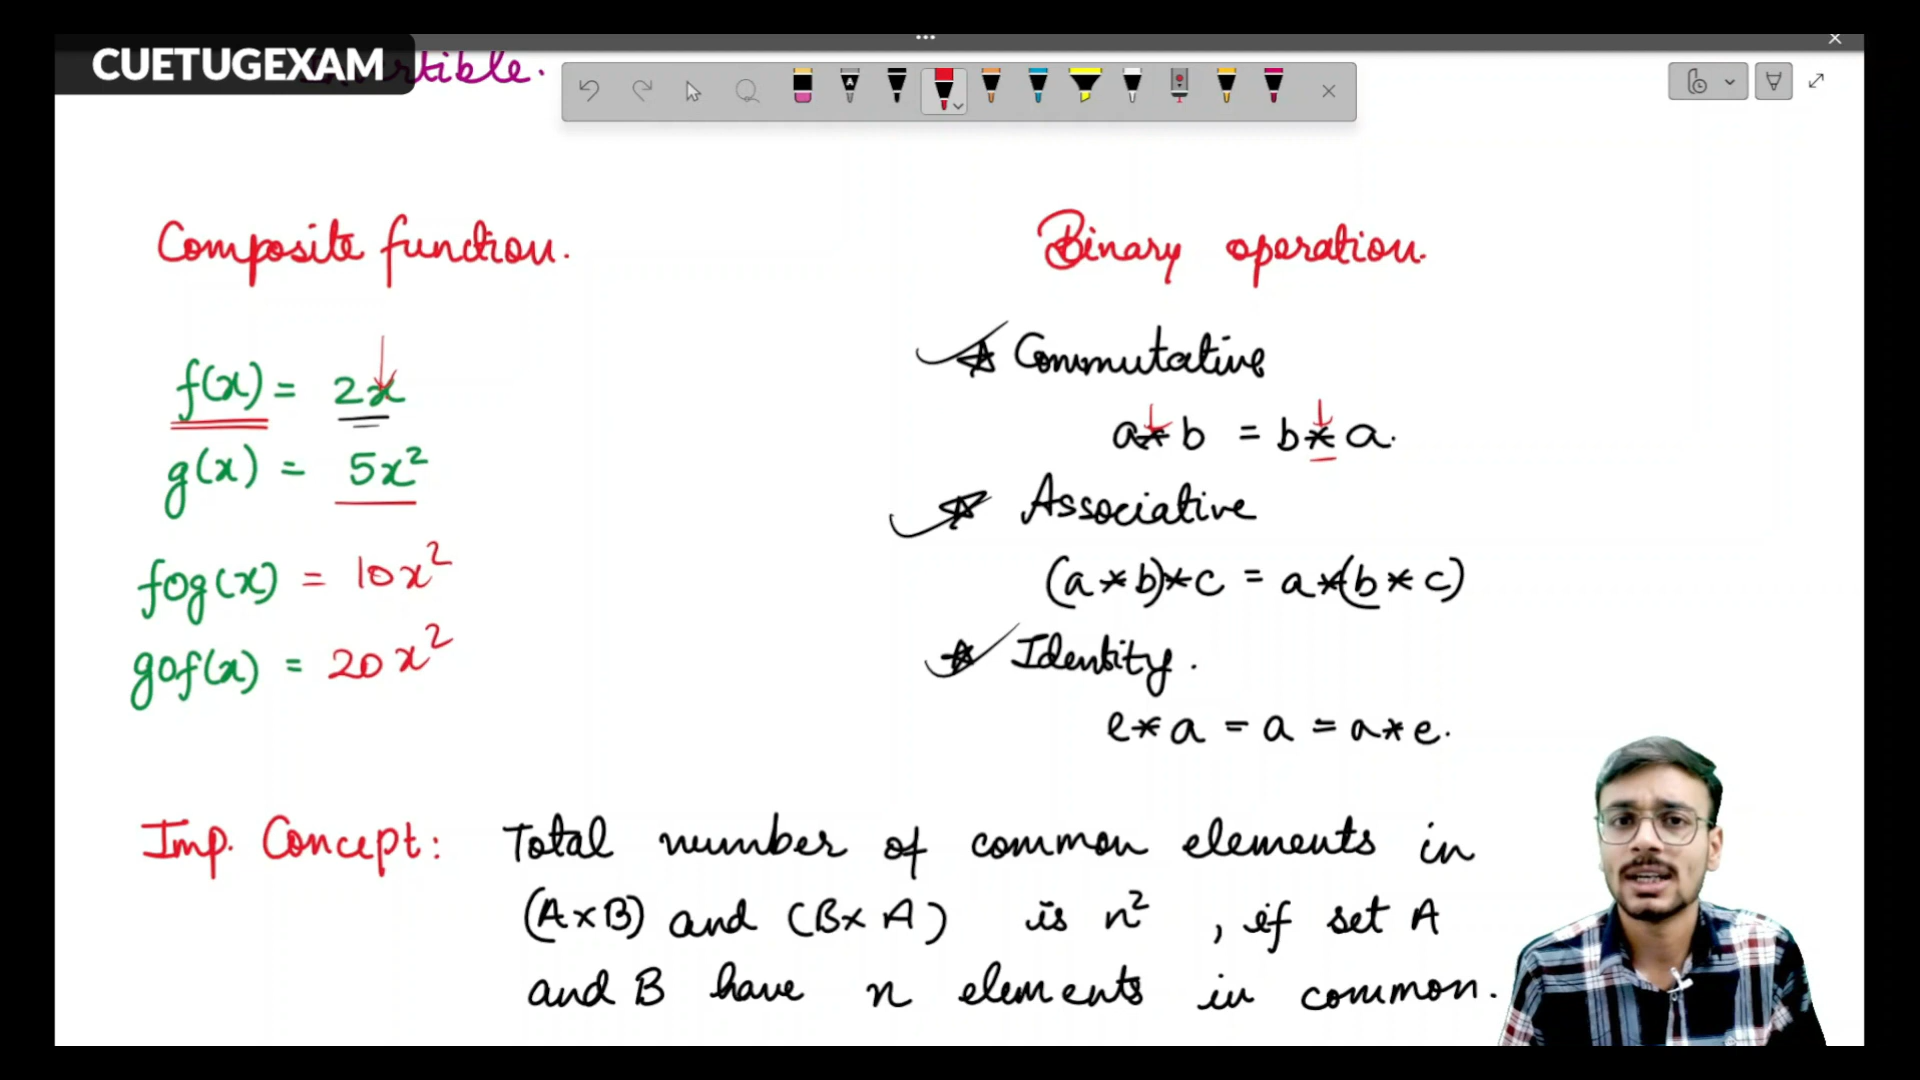 CUETUGEXAM
tible.
Composite function.
f(x) = 2x
g(x) = 5x²
fog(x) = 10x²
gof(x) = 20x²
Binary operation.
☆ Commutative
a * b = b * a.
☆ Associative
(a * b) * c = a * (b * c)
☆ Identity.
e * a = a = a * e.
Imp. Concept: Total number of common elements in
(A x B) and (B x A) is n², if set A
and B have n elements in common.